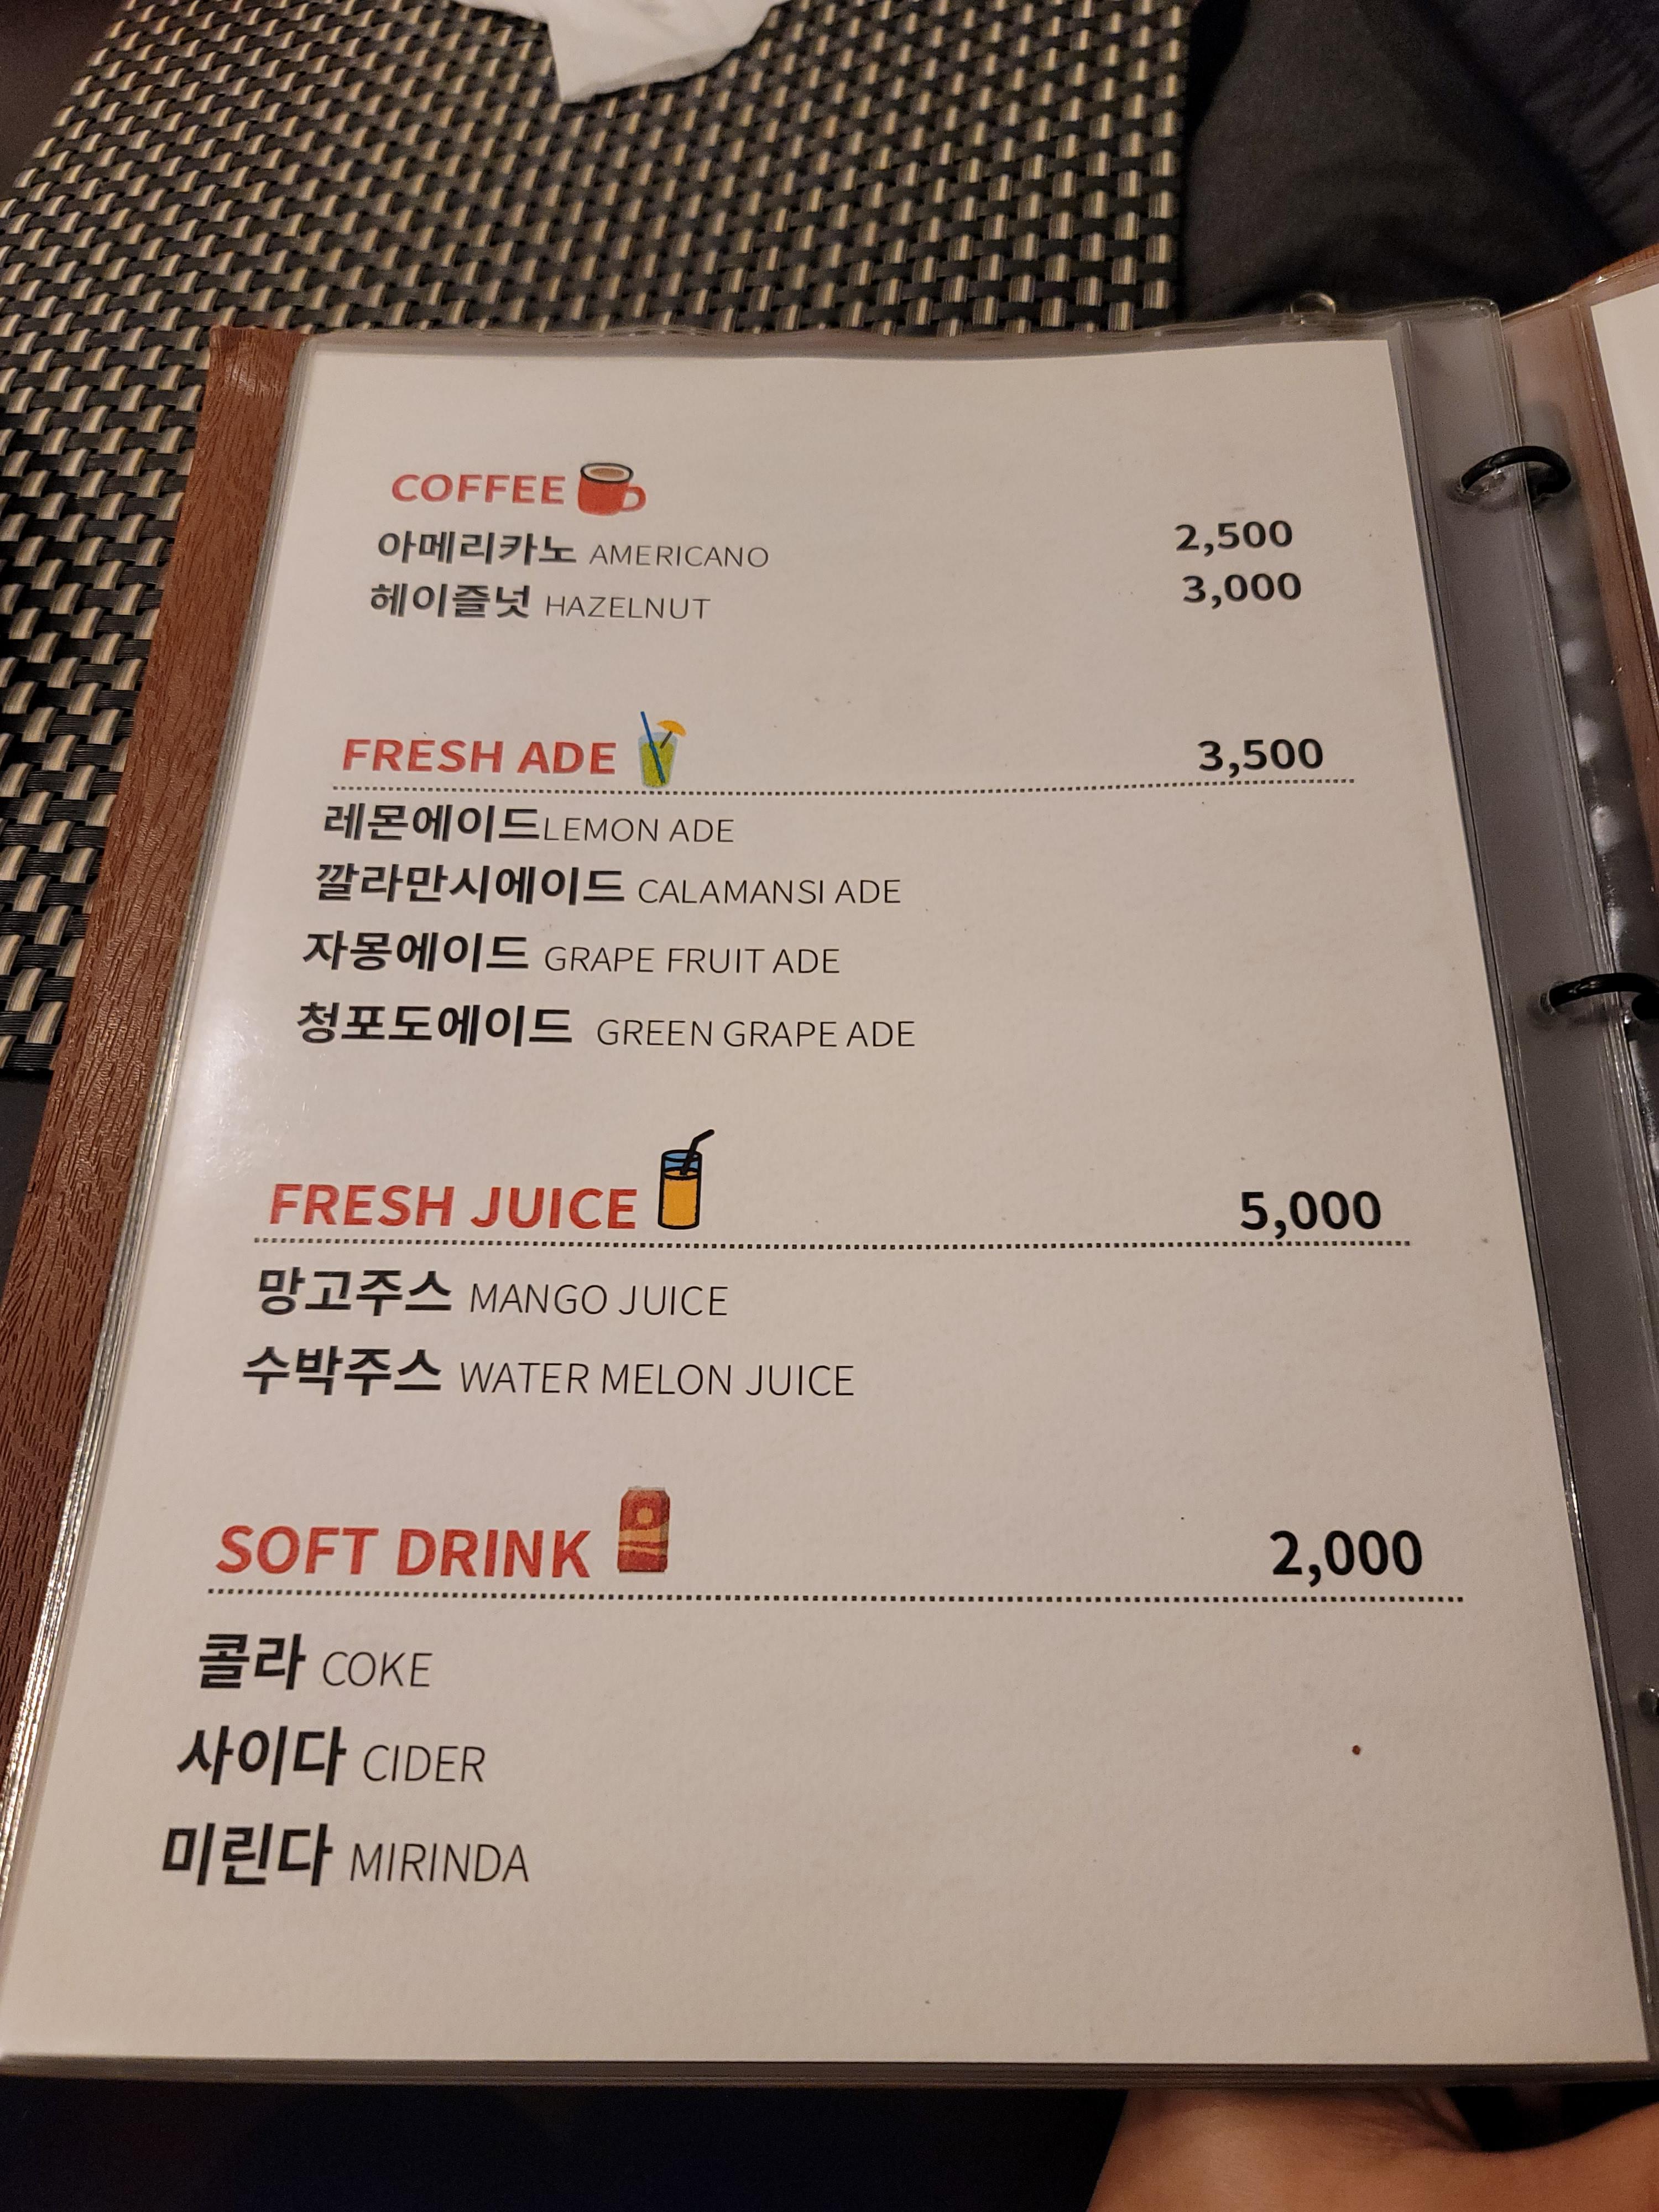 COFFEE
아메리카노 AMERICANO 2,500
헤이즐넛 HAZELNUT 3,000
FRESH ADE 3,500
레몬에이드LEMON ADE
깔라만시에이드 CALAMANSI ADE
자몽에이드 GRAPE FRUIT ADE
청포도에이드 GREEN GRAPE ADE
FRESH JUICE 5,000
망고주스 MANGO JUICE
수박주스 WATER MELON JUICE
SOFT DRINK 2,000
콜라 COKE
사이다 CIDER
미린다 MIRINDA